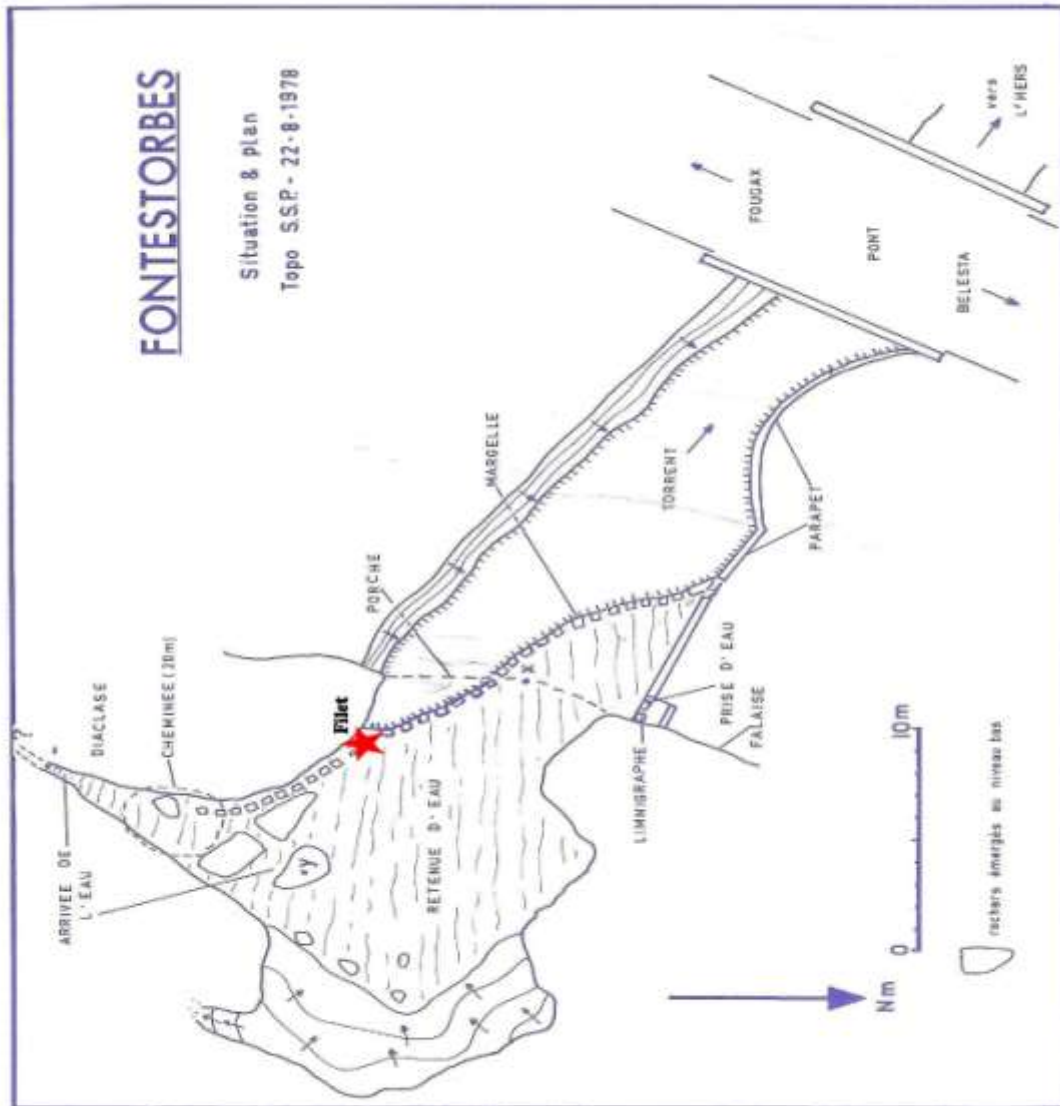 FONTESTORBES
Situation & plan
Topo S.S.P. - 22-8-1978
?
DIACLASE
CHEMINEE (20m)
ARRIVEE DE
L'EAU
Filet
PORCHE
MARGELLE
TORRENT
PARAPET
FOUGAX
PONT
BELESTA
vers
L'HERS
y
RETENUE D'EAU
X
LIMNIGRAPHE
PRISE D'EAU
FALAISE
0
10m
Nm
rochers émergés au niveau bas